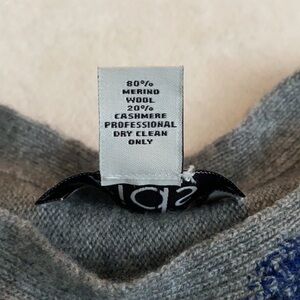 80%
MERINO
WOOL
20%
CASHMERE
PROFESSIONAL
DRY CLEAN
ONLY